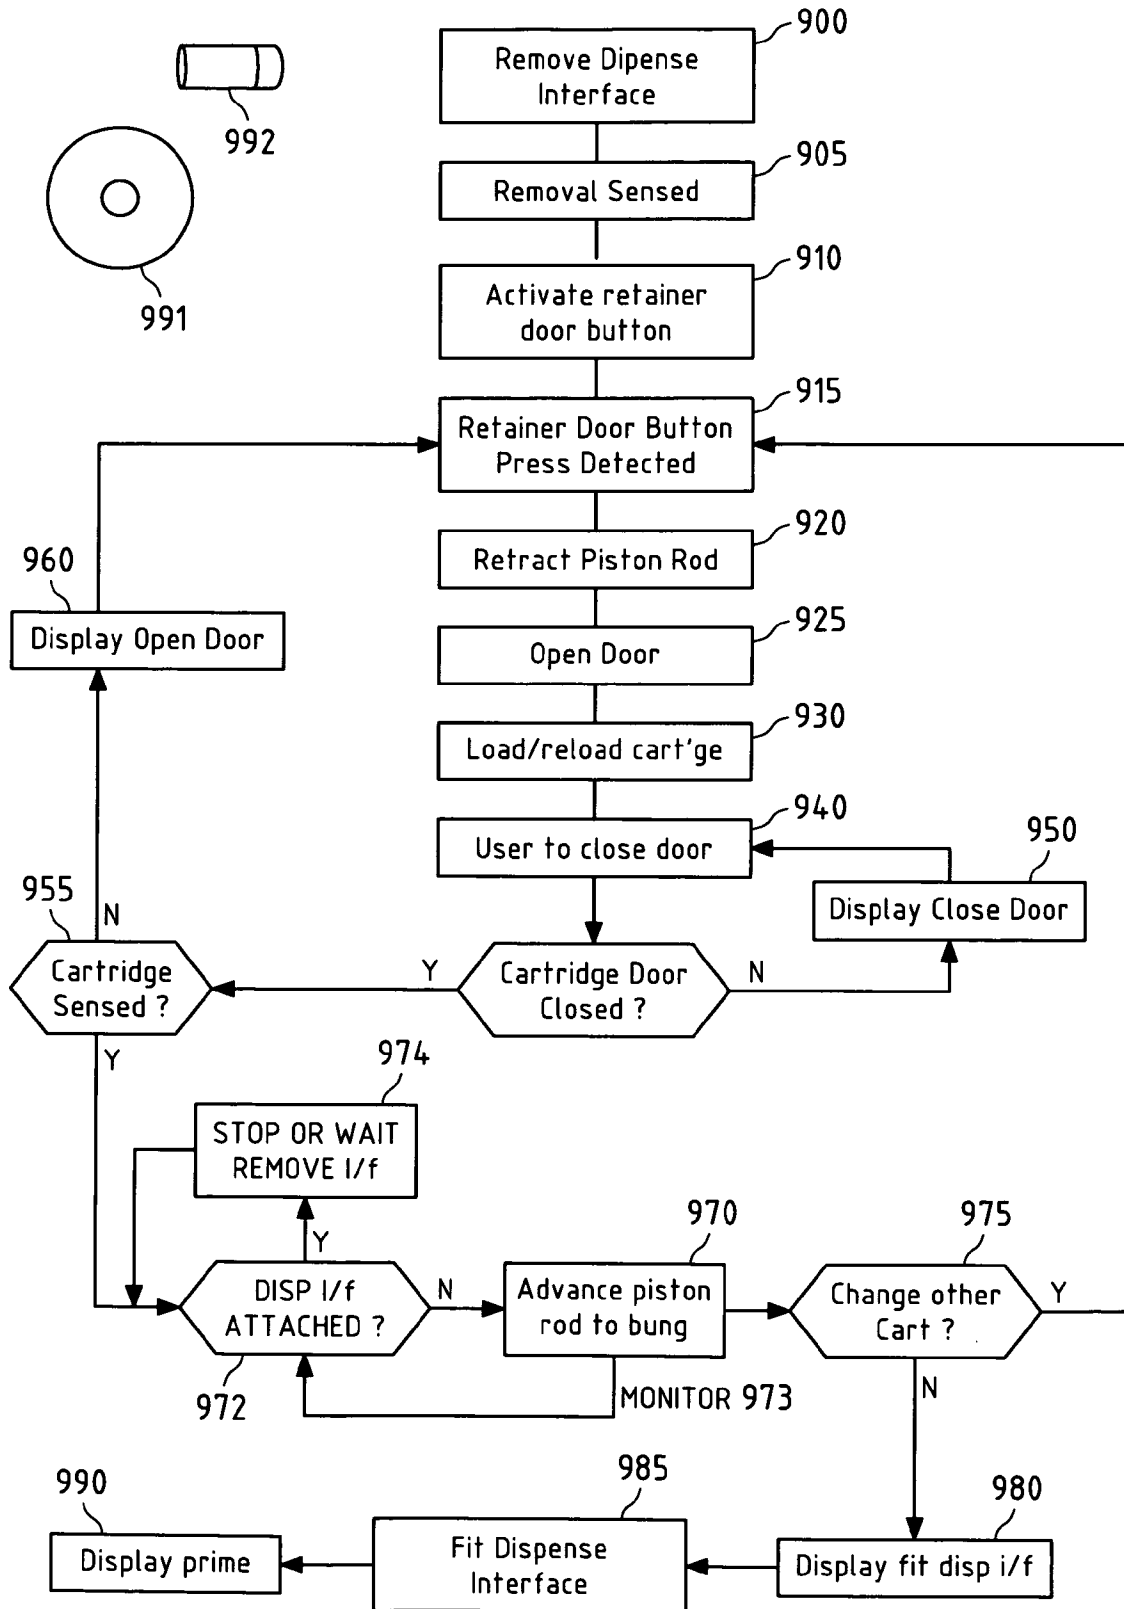 900
Remove Dipense
Interface
992
905
Removal Sensed
910
Activate retainer
door button
991
915
Retainer Door Button
Press Detected
920
Retract Piston Rod
960
Display Open Door
925
Open Door
930
Load/reload cart'ge
940
User to close door
950
Display Close Door
955
N
Cartridge
Sensed ?
Y
Cartridge Door
Closed ?
N
Y
974
STOP OR WAIT
REMOVE I/f
Y
DISP I/f
ATTACHED ?
972
N
970
Advance piston
rod to bung
MONITOR 973
975
Change other
Cart ?
Y
N
980
Display fit disp i/f
985
Fit Dispense
Interface
990
Display prime